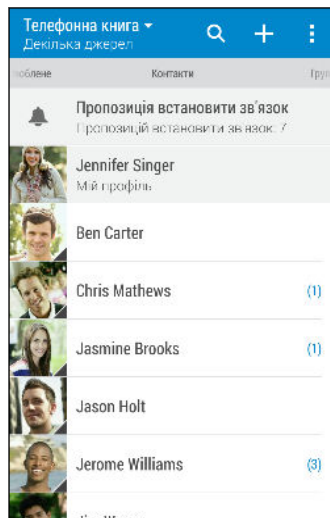 Телефонна книга
Декілька джерел
Контакти
Пропозиція встановити зв'язок
Пропозицій встановити зв'язок: 7
Jennifer Singer
Мій профіль
Ben Carter
Chris Mathews (1)
Jasmine Brooks (1)
Jason Holt
Jerome Williams (3)